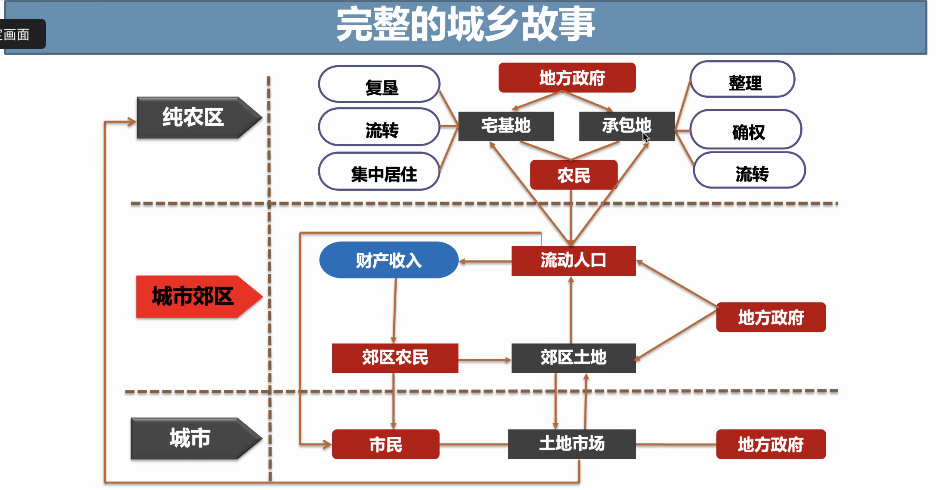 完整的城乡故事
定画面
地方政府
复垦
整理
纯农区
宅基地
承包地
流转
确权
集中居住
农民
流转
财产收入
流动人口
城市郊区
地方政府
郊区农民
郊区土地
城市
市民
土地市场
地方政府